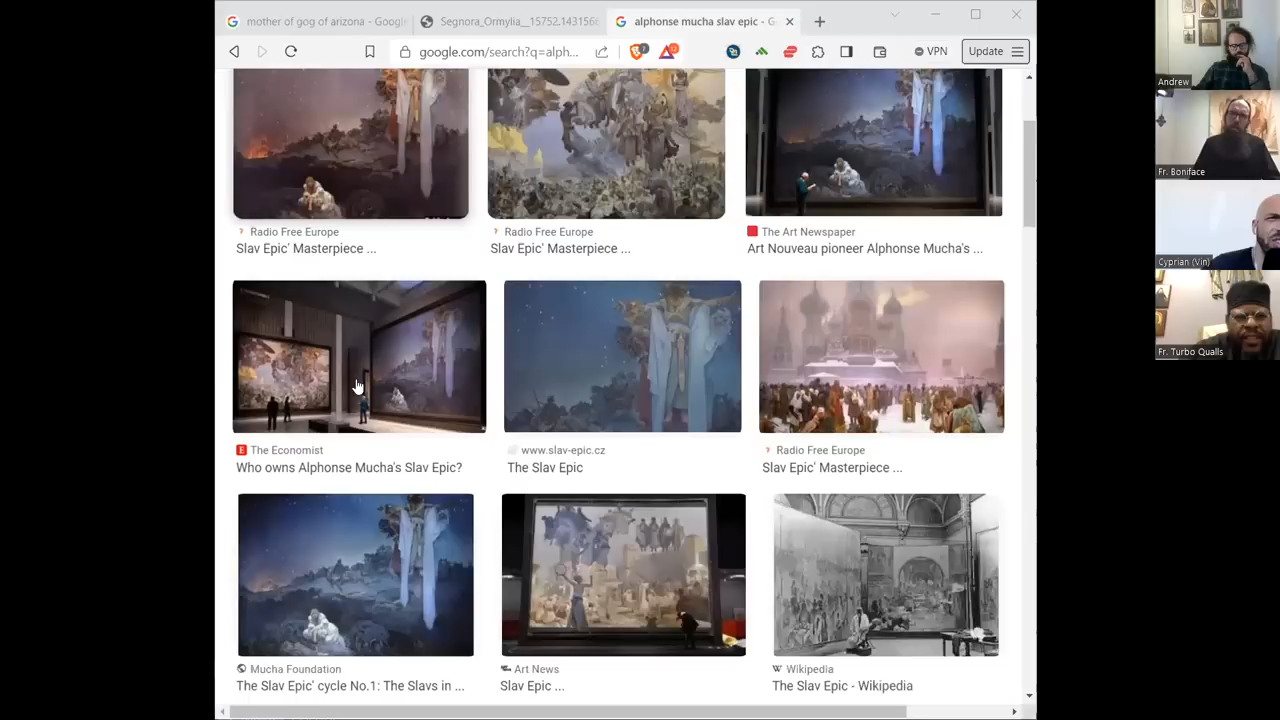 mother of gog of arizona - Google
Segnora_Ormylia__15752.1431566
alphonse mucha slav epic - G
google.com/search?q=alph...
VPN
Update
Radio Free Europe
Slav Epic' Masterpiece ...
Radio Free Europe
Slav Epic' Masterpiece ...
The Art Newspaper
Art Nouveau pioneer Alphonse Mucha's ...
The Economist
Who owns Alphonse Mucha's Slav Epic?
www.slav-epic.cz
The Slav Epic
Radio Free Europe
Slav Epic' Masterpiece ...
Mucha Foundation
The Slav Epic' cycle No.1: The Slavs in ...
Art News
Slav Epic ...
W Wikipedia
The Slav Epic - Wikipedia
Andrew
Fr. Boniface
Cyprian (Vin)
Fr. Turbo Qualls